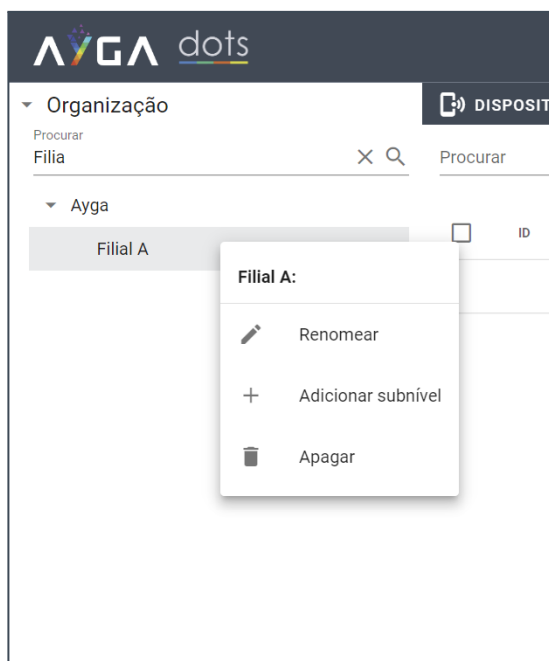 AYGA dots
Organização
DISPOSIT
Procurar
Filia
Procurar
Ayga
ID
Filial A
Filial A:
Renomear
Adicionar subnível
Apagar